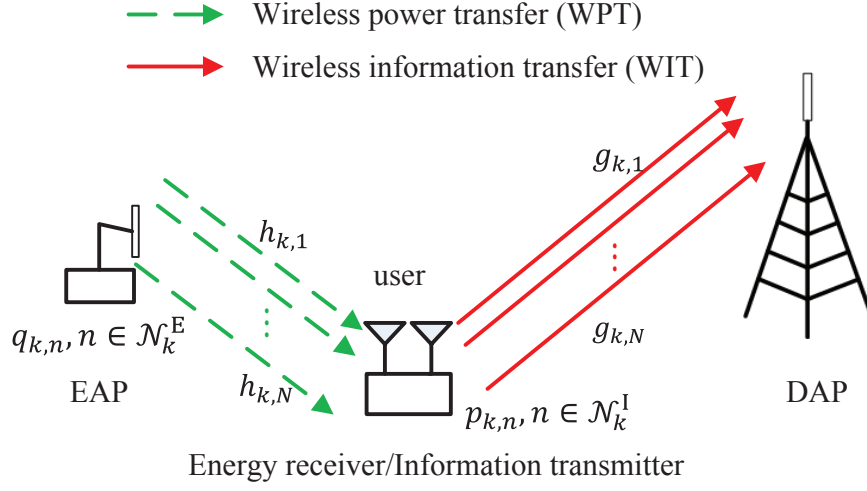 Wireless power transfer (WPT)
Wireless information transfer (WIT)
g_{k,1}
h_{k,1}
user
q_{k,n}, n ∈ 𝒩_k^E
g_{k,N}
EAP
h_{k,N}
p_{k,n}, n ∈ 𝒩_k^I
DAP
Energy receiver/Information transmitter